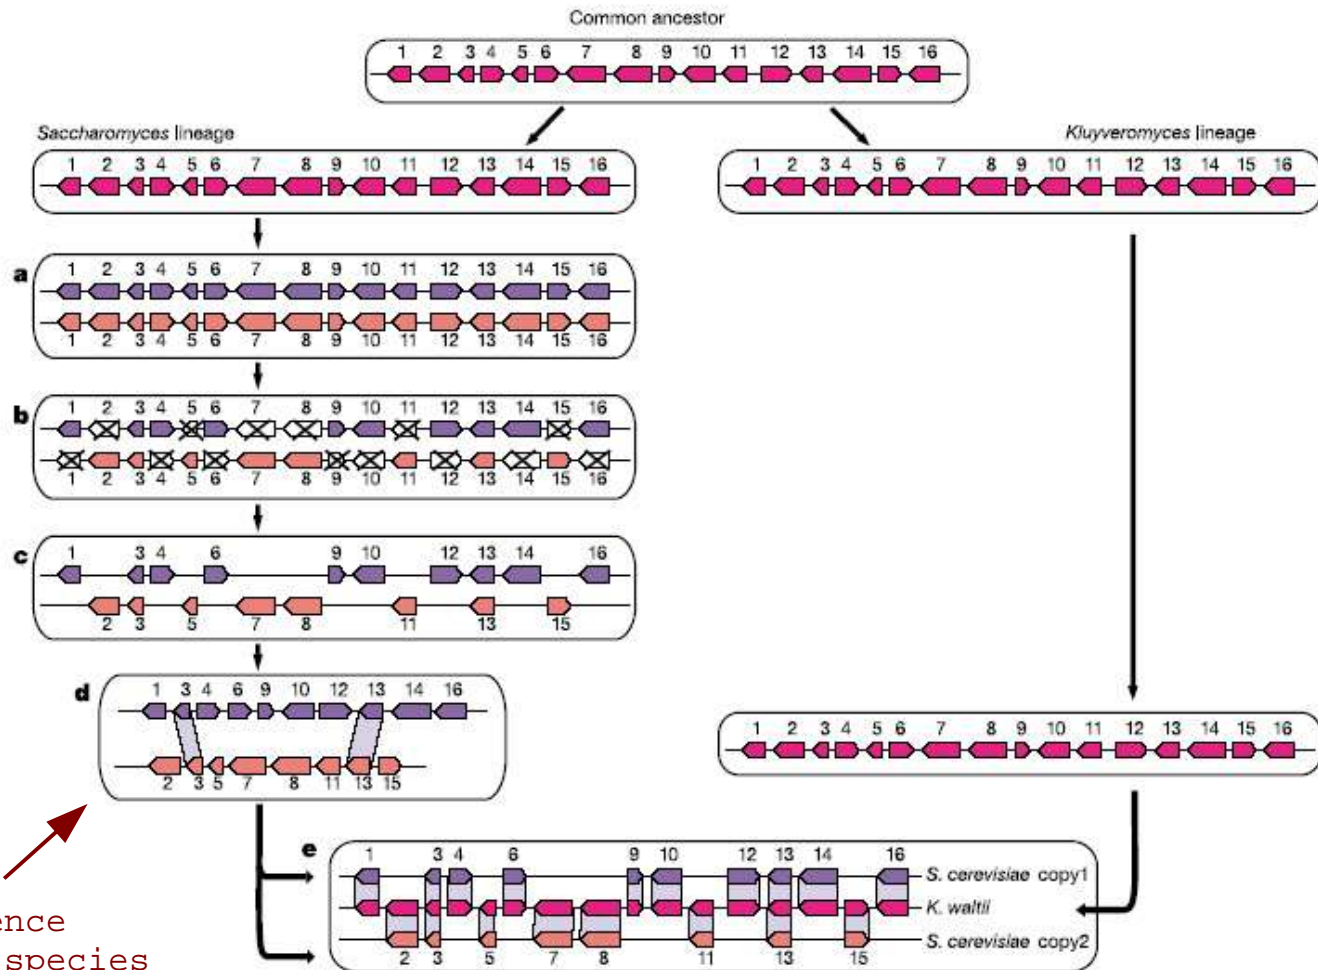 Common ancestor
1 2 3 4 5 6 7 8 9 10 11 12 13 14 15 16
Saccharomyces lineage
1 2 3 4 5 6 7 8 9 10 11 12 13 14 15 16
Kluyveromyces lineage
1 2 3 4 5 6 7 8 9 10 11 12 13 14 15 16
a
1 2 3 4 5 6 7 8 9 10 11 12 13 14 15 16
1 2 3 4 5 6 7 8 9 10 11 12 13 14 15 16
b
1 2 3 4 5 6 7 8 9 10 11 12 13 14 15 16
1 2 3 4 5 6 7 8 9 10 11 12 13 14 15 16
c
1 3 4 6 9 10 12 13 14 16
2 3 5 7 8 11 13 15
d
1 3 4 6 9 10 12 13 14 16
2 3 5 7 8 11 13 15
1 2 3 4 5 6 7 8 9 10 11 12 13 14 15 16
e
1 3 4 6 9 10 12 13 14 16
S. cerevisiae copy1
K. waltii
S. cerevisiae copy2
2 3 5 7 8 11 13 15
ence
species